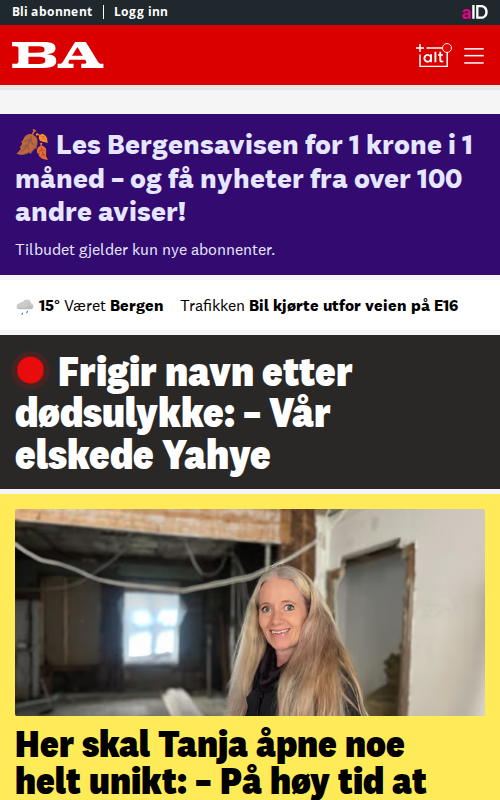 Bli abonnent | Logg inn
aID
BA
alt
Les Bergensavisen for 1 krone i 1
måned – og få nyheter fra over 100
andre aviser!
Tilbudet gjelder kun nye abonnenter.
15° Været Bergen Trafikken Bil kjørte utfor veien på E16
Frigir navn etter
dødsulykke: – Vår
elskede Yahye
Her skal Tanja åpne noe
helt unikt: – På høy tid at